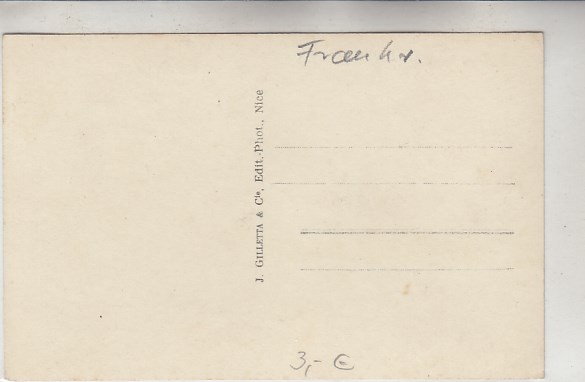 Frankr.
J. GILLETTA & Cie, Edit.-Phot., Nice
3,- €